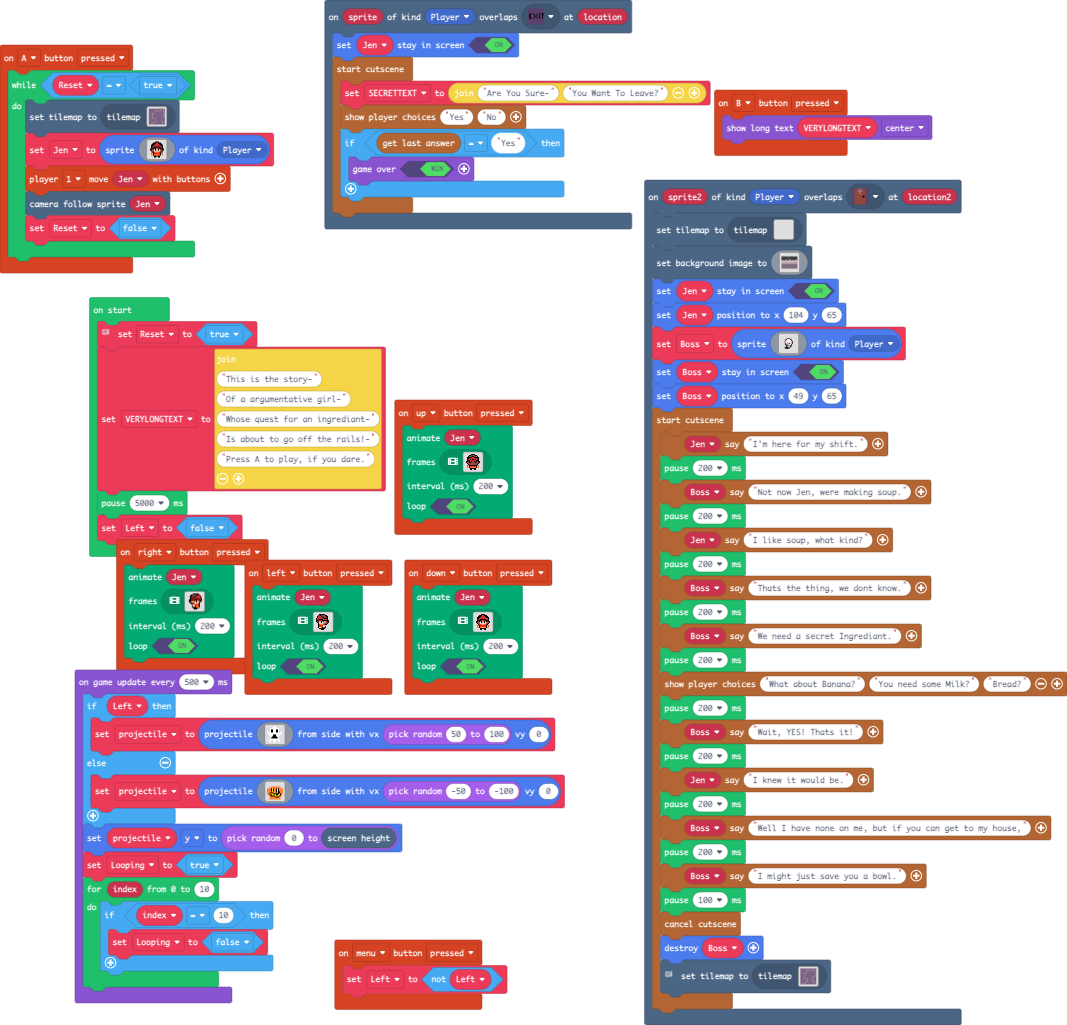 on A button pressed
while Reset = true
do
set tilemap to tilemap
set Jen to sprite of kind Player
player 1 move Jen with buttons
camera follow sprite Jen
set Reset to false
on sprite of kind Player overlaps EXIT at location
set Jen stay in screen ON
start cutscene
set SECRETTEXT to join "Are You Sure-" "You Want To Leave?"
show player choices "Yes" "No"
if get last answer = "Yes" then
game over WIN
on B button pressed
show long text VERYLONGTEXT center
on sprite2 of kind Player overlaps at location2
set tilemap to tilemap
set background image to
set Jen stay in screen ON
set Jen position to x 104 y 65
set Boss to sprite of kind Player
set Boss stay in screen ON
set Boss position to x 49 y 65
start cutscene
Jen say "I'm here for my shift."
pause 200 ms
Boss say "Not now Jen, were making soup."
pause 200 ms
Jen say "I like soup, what kind?"
pause 200 ms
Boss say "Thats the thing, we dont know."
pause 200 ms
Boss say "We need a secret Ingrediant."
pause 200 ms
show player choices "What about Banana?" "You need some Milk?" "Bread?"
pause 200 ms
Boss say "Wait, YES! Thats it!"
pause 200 ms
Jen say "I knew it would be."
pause 200 ms
Boss say "Well I have none on me, but if you can get to my house,"
pause 200 ms
Boss say "I might just save you a bowl."
pause 100 ms
cancel cutscene
destroy Boss
set tilemap to tilemap
on start
set Reset to true
set VERYLONGTEXT to
join
"This is the story-"
"Of a argumentative girl-"
"Whose quest for an ingrediant-"
"Is about to go off the rails!-"
"Press A to play, if you dare."
pause 5000 ms
set Left to false
on up button pressed
animate Jen
frames
interval (ms) 200
loop ON
on right button pressed
animate Jen
frames
interval (ms) 200
loop ON
on left button pressed
animate Jen
frames
interval (ms) 200
loop ON
on down button pressed
animate Jen
frames
interval (ms) 200
loop ON
on game update every 500 ms
if Left then
set projectile to projectile from side with vx pick random 50 to 100 vy 0
else
set projectile to projectile from side with vx pick random -50 to -100 vy 0
set projectile y to pick random 0 to screen height
set Looping to true
for index from 0 to 10
do
if index = 10 then
set Looping to false
on menu button pressed
set Left to not Left